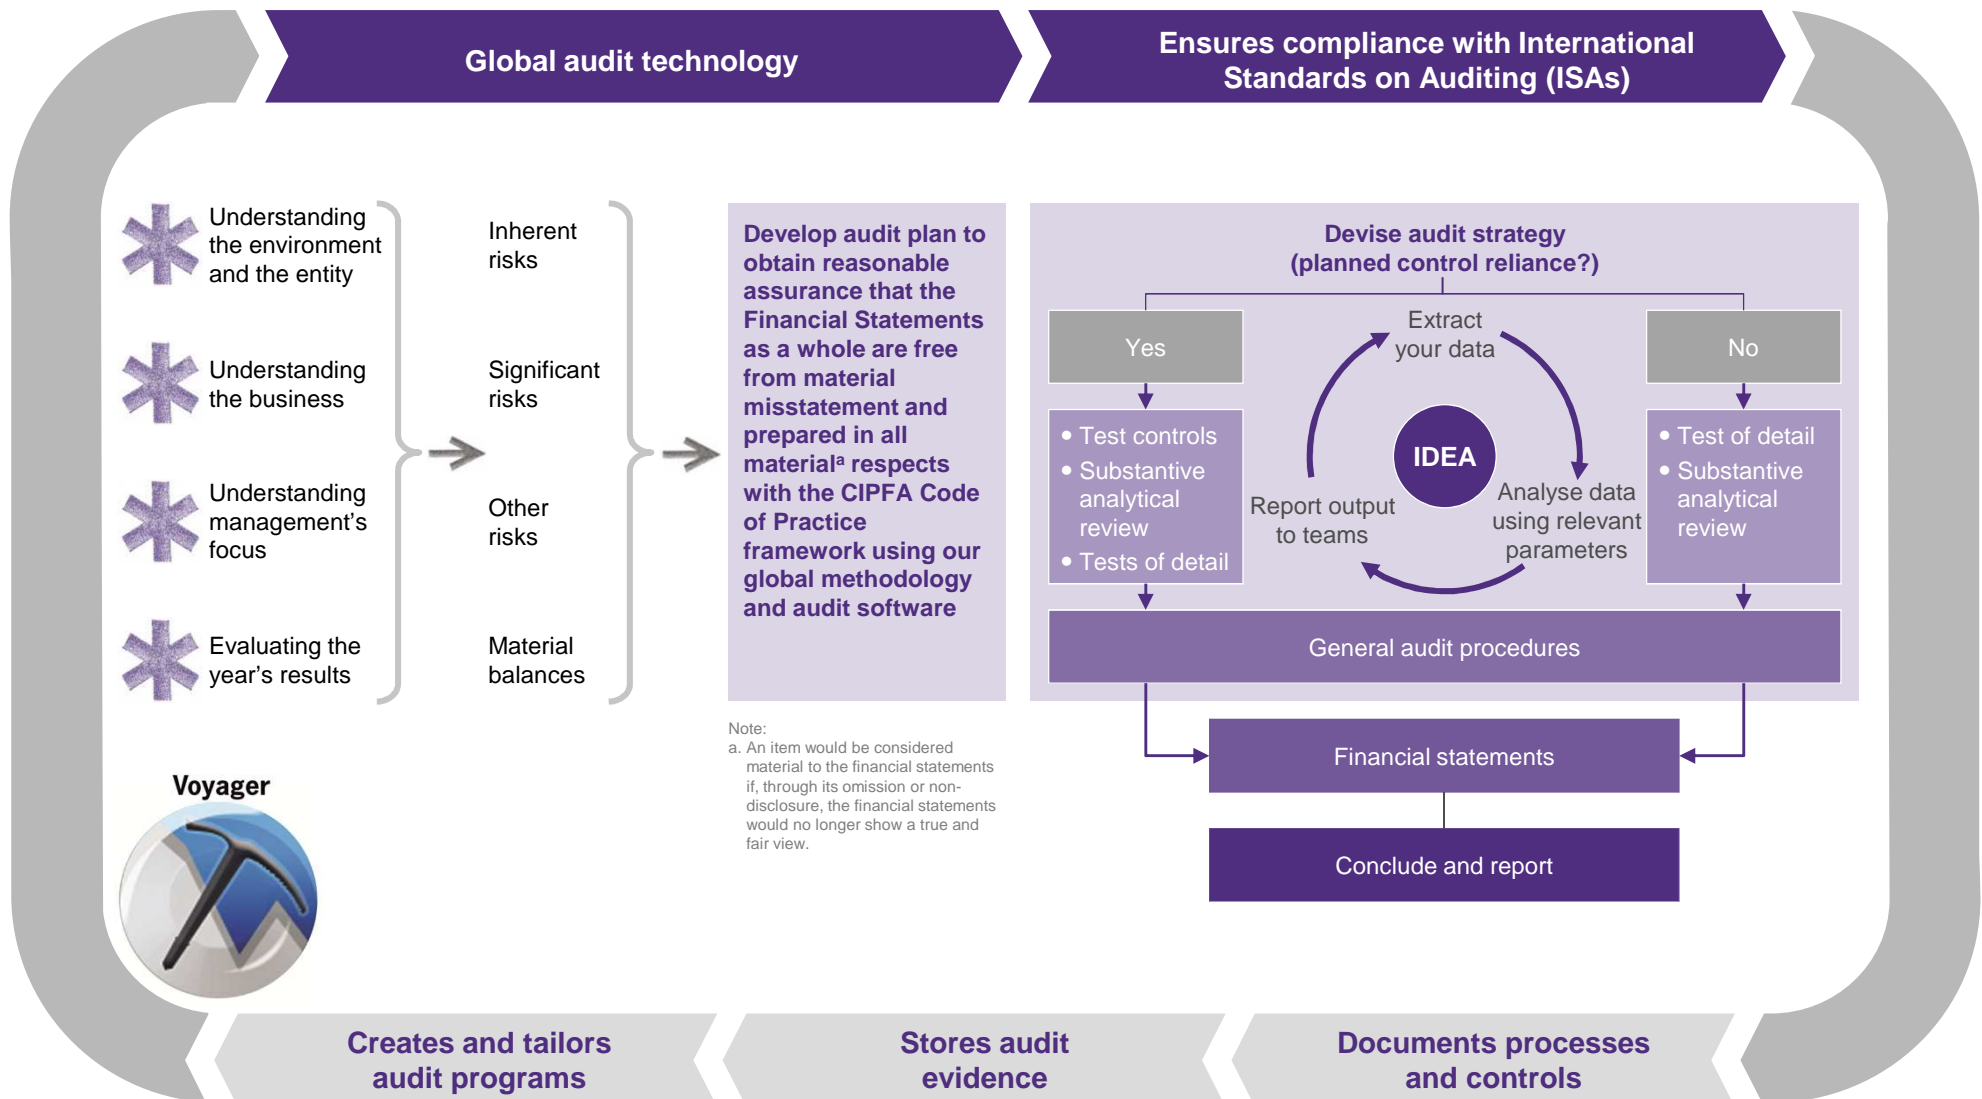 Global audit technology
Ensures compliance with International
Standards on Auditing (ISAs)
Understanding
the environment
and the entity
Understanding
the business
Understanding
management's
focus
Evaluating the
year's results
Inherent
risks
Significant
risks
Other
risks
Material
balances
Develop audit plan to
obtain reasonable
assurance that the
Financial Statements
as a whole are free
from material
misstatement and
prepared in all
materialᵃ respects
with the CIPFA Code
of Practice
framework using our
global methodology
and audit software
Note:
a. An item would be considered
material to the financial statements
if, through its omission or non-
disclosure, the financial statements
would no longer show a true and
fair view.
Devise audit strategy
(planned control reliance?)
Yes
• Test controls
• Substantive
analytical
review
• Tests of detail
Extract
your data
IDEA
Analyse data
using relevant
parameters
Report output
to teams
No
• Test of detail
• Substantive
analytical
review
General audit procedures
Financial statements
Conclude and report
Voyager
Creates and tailors
audit programs
Stores audit
evidence
Documents processes
and controls